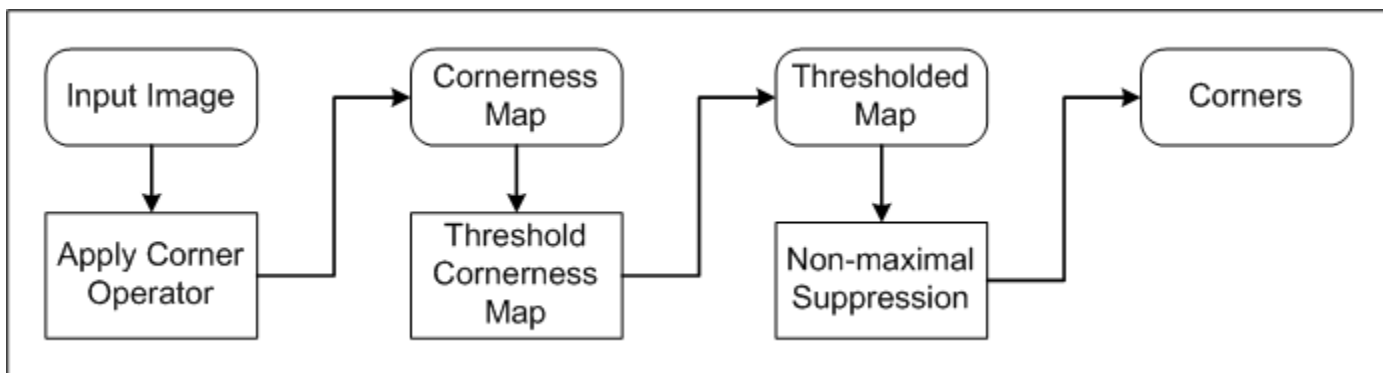 Input Image
Apply Corner
Operator
Cornerness
Map
Threshold
Cornerness
Map
Thresholded
Map
Non-maximal
Suppression
Corners